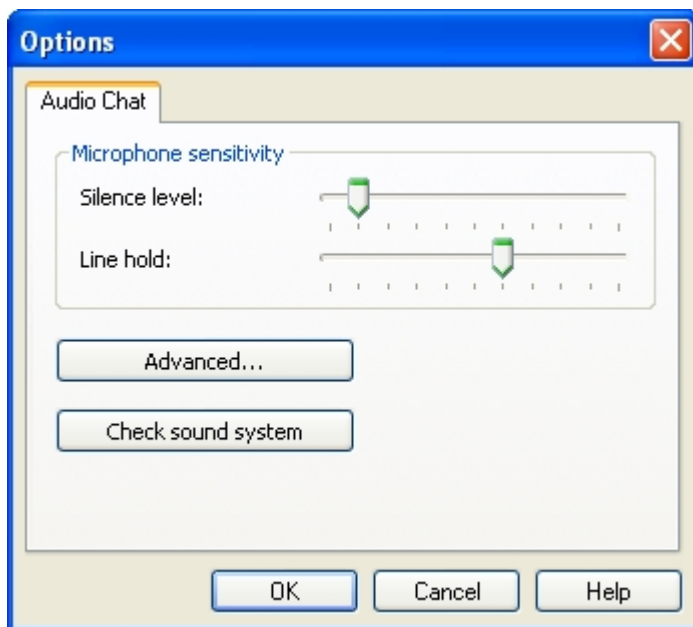 Options
Audio Chat
Microphone sensitivity
Silence level:
Line hold:
Advanced...
Check sound system
OK Cancel Help